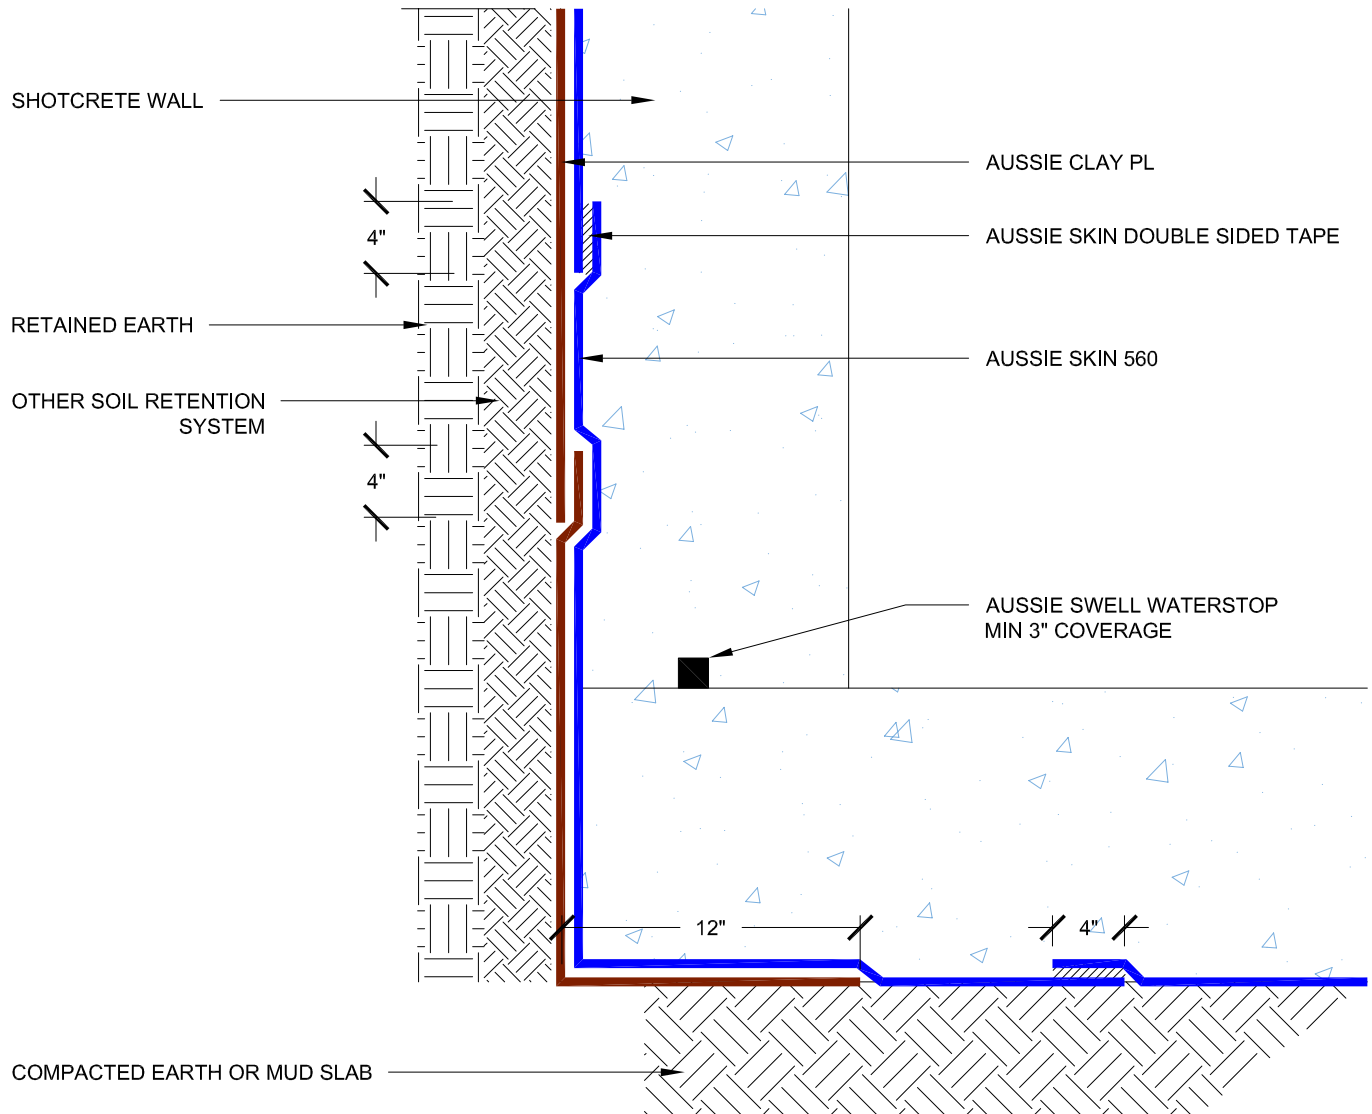 SHOTCRETE WALL
AUSSIE CLAY PL
4"
AUSSIE SKIN DOUBLE SIDED TAPE
RETAINED EARTH
AUSSIE SKIN 560
OTHER SOIL RETENTION
SYSTEM
4"
AUSSIE SWELL WATERSTOP
MIN 3" COVERAGE
12"
4"
COMPACTED EARTH OR MUD SLAB